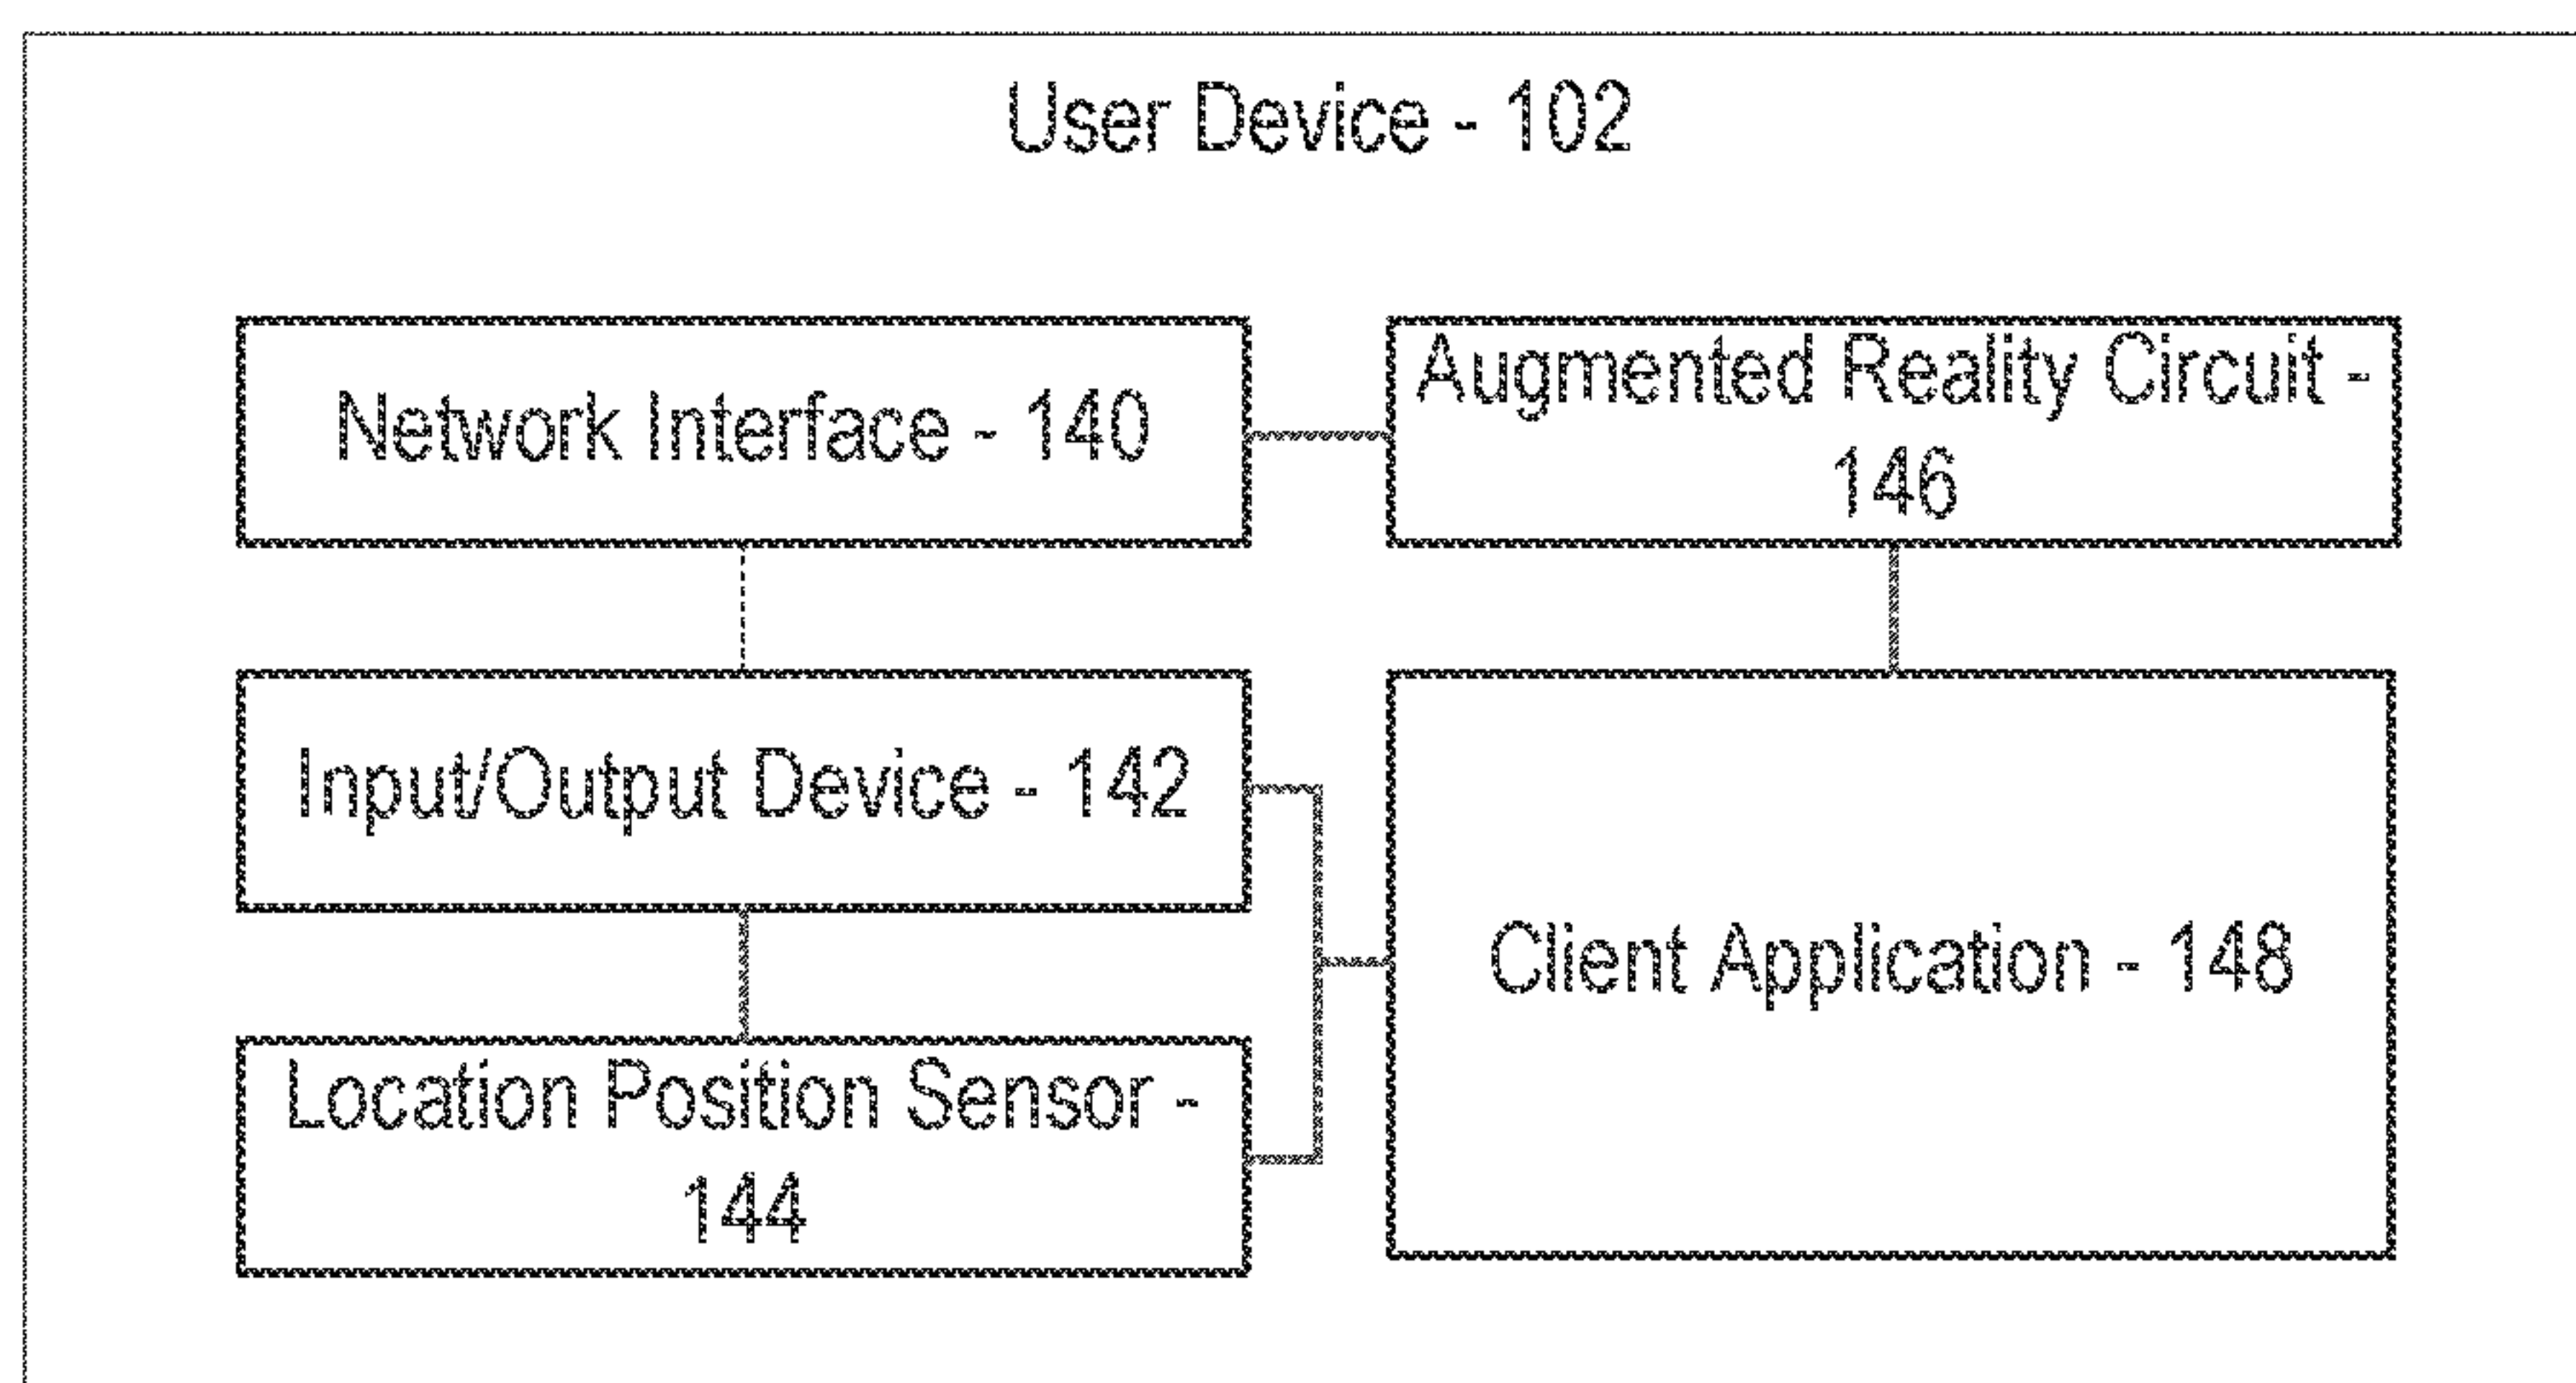 User Device - 102
Network Interface - 140
Augmented Reality Circuit -
146
Input/Output Device - 142
Client Application - 148
Location Position Sensor -
144